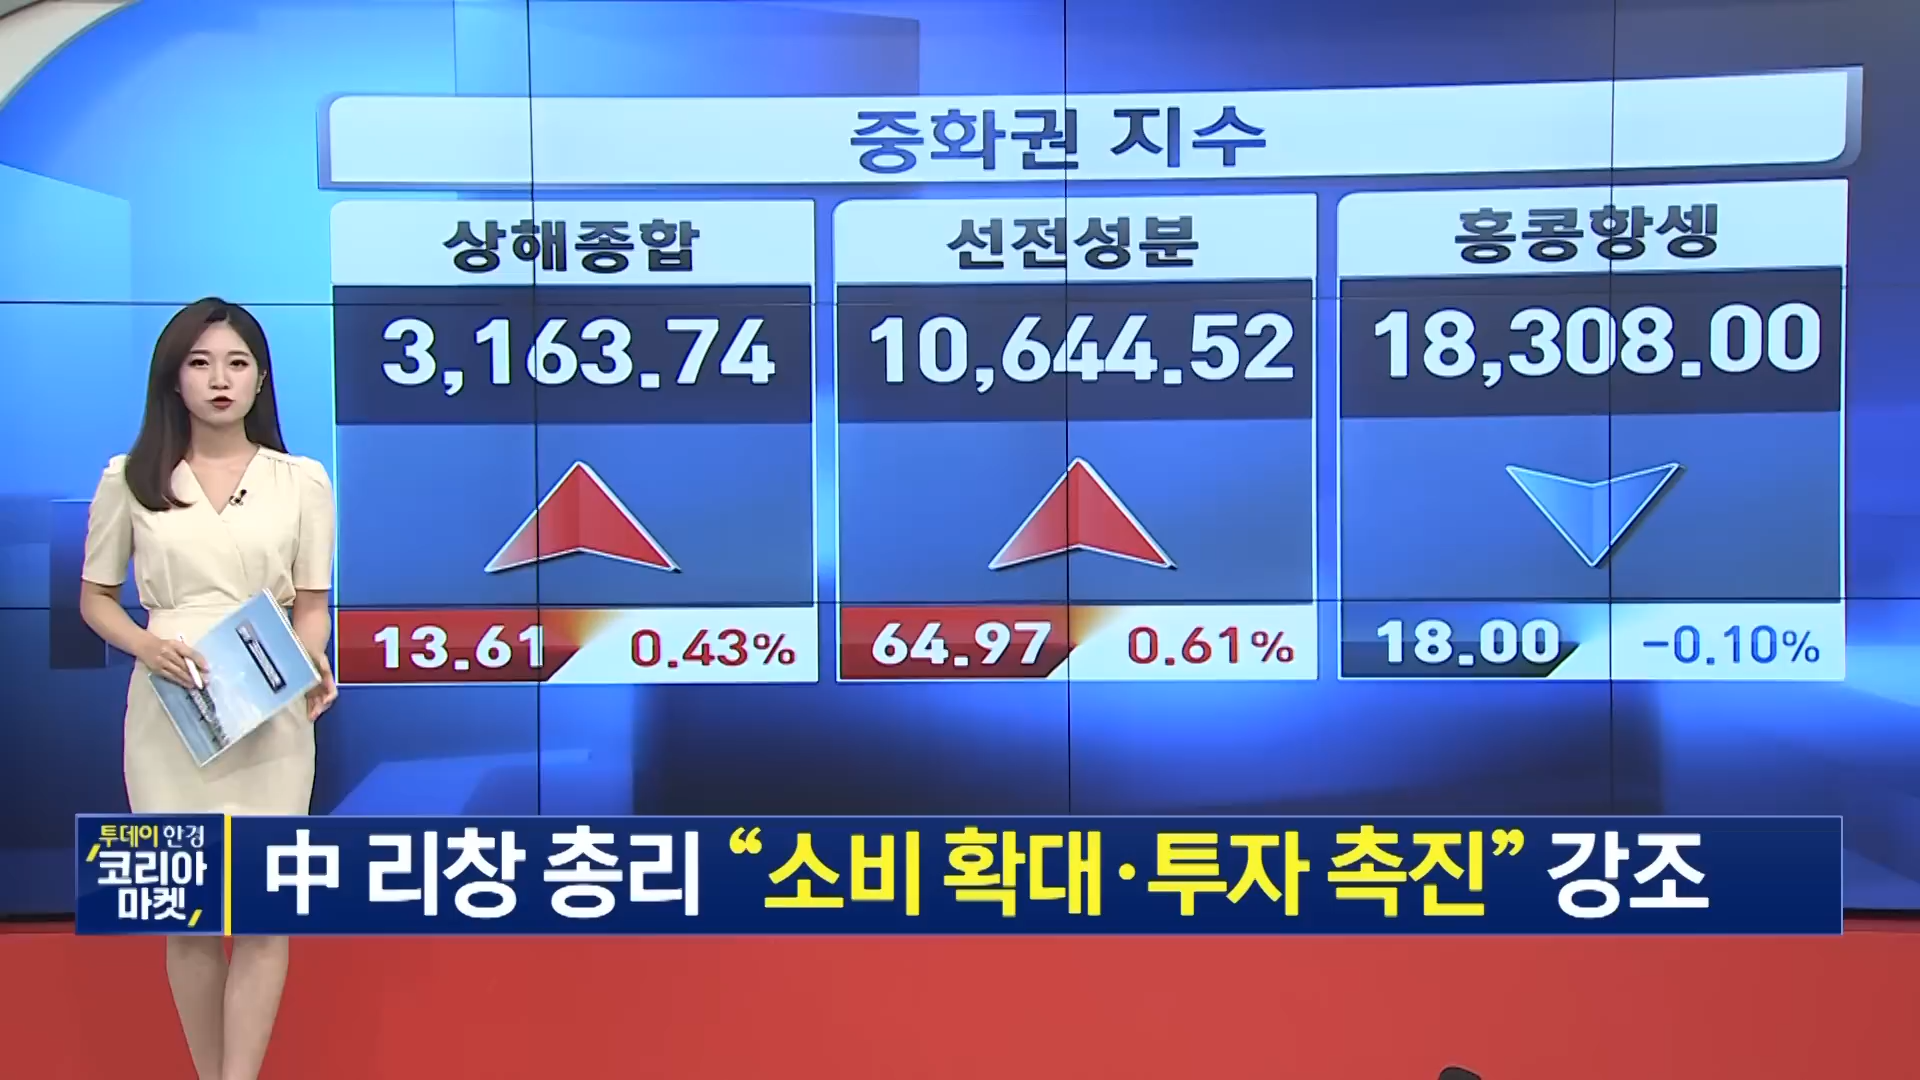 중화권 지수
상해종합
3,163.74
13.61 0.43%
선전성분
10,644.52
64.97 0.61%
홍콩항셍
18,308.00
18.00 -0.10%
투데이 한경
코리아
마켓
中 리창 총리 “소비 확대·투자 촉진” 강조